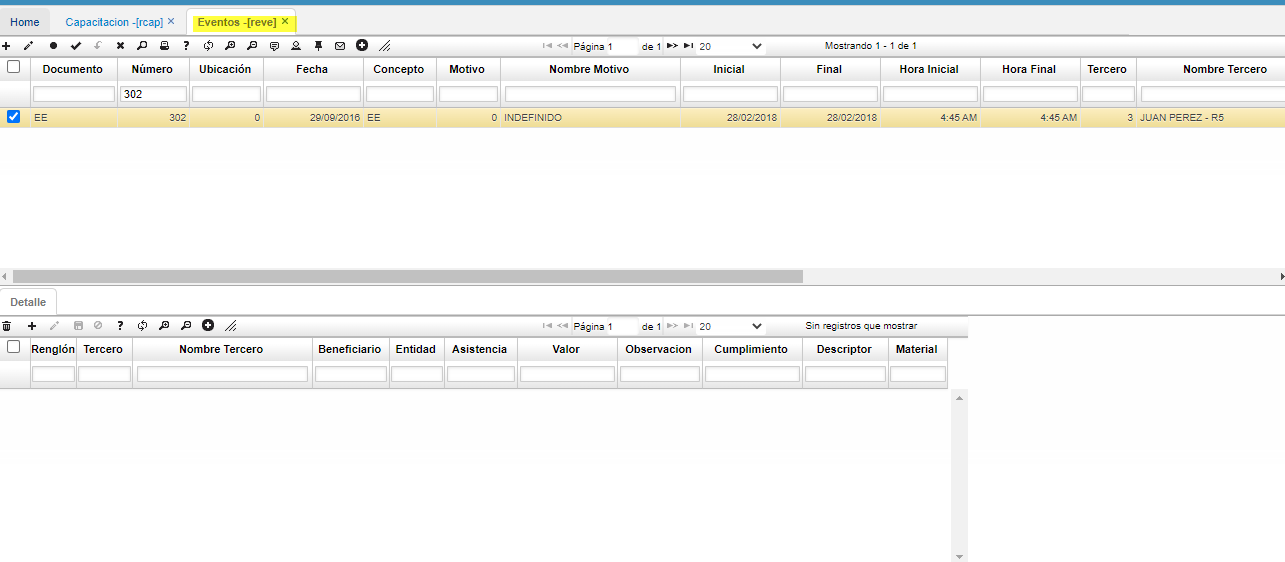 Home Capacitacion -[rcap] × Eventos -[reve] ×
Página 1 de 1 20 Mostrando 1 - 1 de 1
Documento Número Ubicación Fecha Concepto Motivo Nombre Motivo Inicial Final Hora Inicial Hora Final Tercero Nombre Tercero
302
EE 302 0 29/09/2016 EE 0 INDEFINIDO 28/02/2018 28/02/2018 4:45 AM 4:45 AM 3 JUAN PEREZ - R5
Detalle
Página 1 de 1 20 Sin registros que mostrar
Renglón Tercero Nombre Tercero Beneficiario Entidad Asistencia Valor Observacion Cumplimiento Descriptor Material